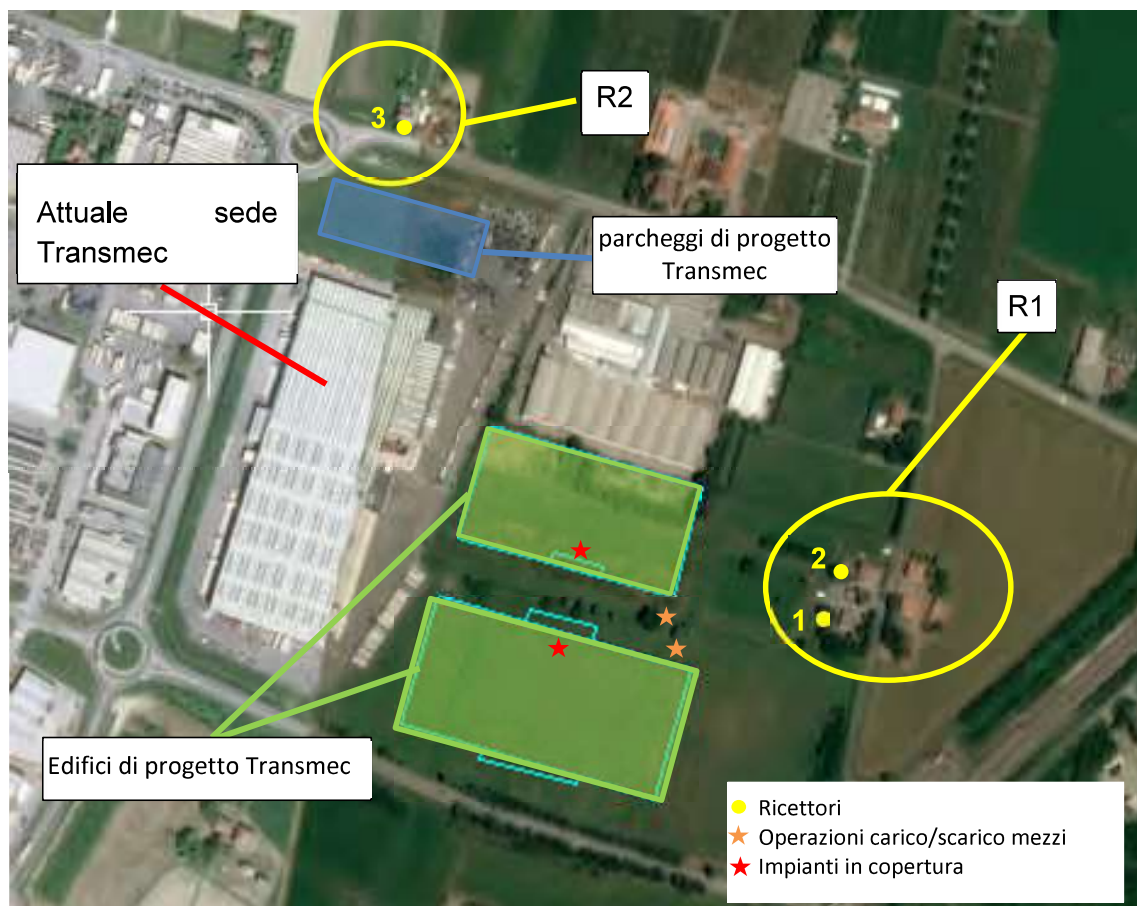 3
R2
Attuale sede
Transmec
parcheggi di progetto
Transmec
R1
2
1
Edifici di progetto Transmec
Ricettori
Operazioni carico/scarico mezzi
Impianti in copertura